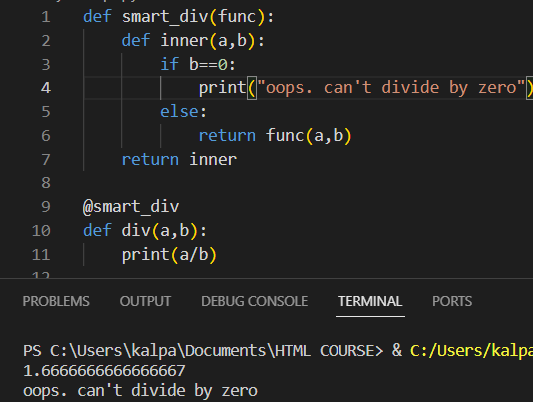 1 def smart_div(func):
2     def inner(a,b):
3         if b==0:
4             print("oops. can't divide by zero")
5         else:
6             return func(a,b)
7     return inner
8
9 @smart_div
10 def div(a,b):
11     print(a/b)
12
PROBLEMS OUTPUT DEBUG CONSOLE TERMINAL PORTS
PS C:\Users\kalpa\Documents\HTML COURSE> & C:/Users/kalpa
1.6666666666666667
oops. can't divide by zero